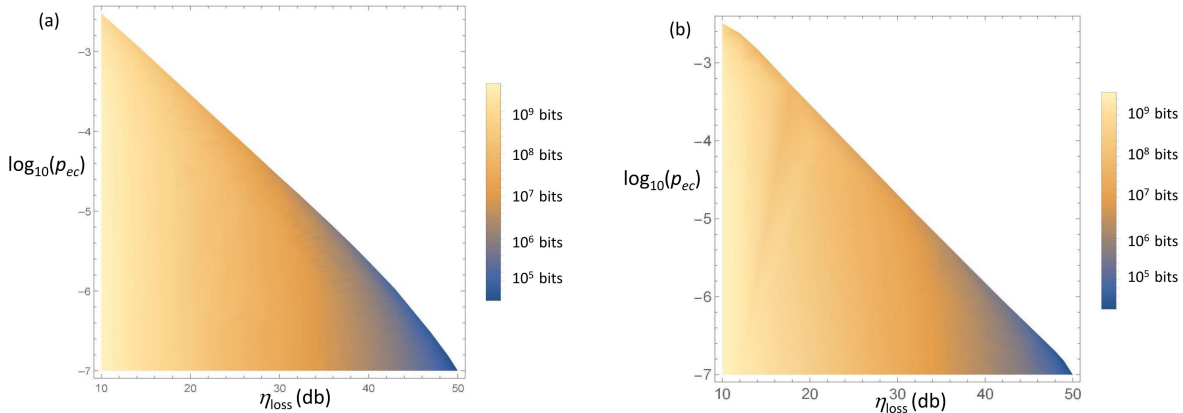 (a)
−3
−4
log10(pec)
−5
−6
−7
10
20
30
40
50
ηloss (db)
10⁹ bits
10⁸ bits
10⁷ bits
10⁶ bits
10⁵ bits
(b)
−3
−4
log10(pec)
−5
−6
−7
10
20
30
40
50
ηloss (db)
10⁹ bits
10⁸ bits
10⁷ bits
10⁶ bits
10⁵ bits